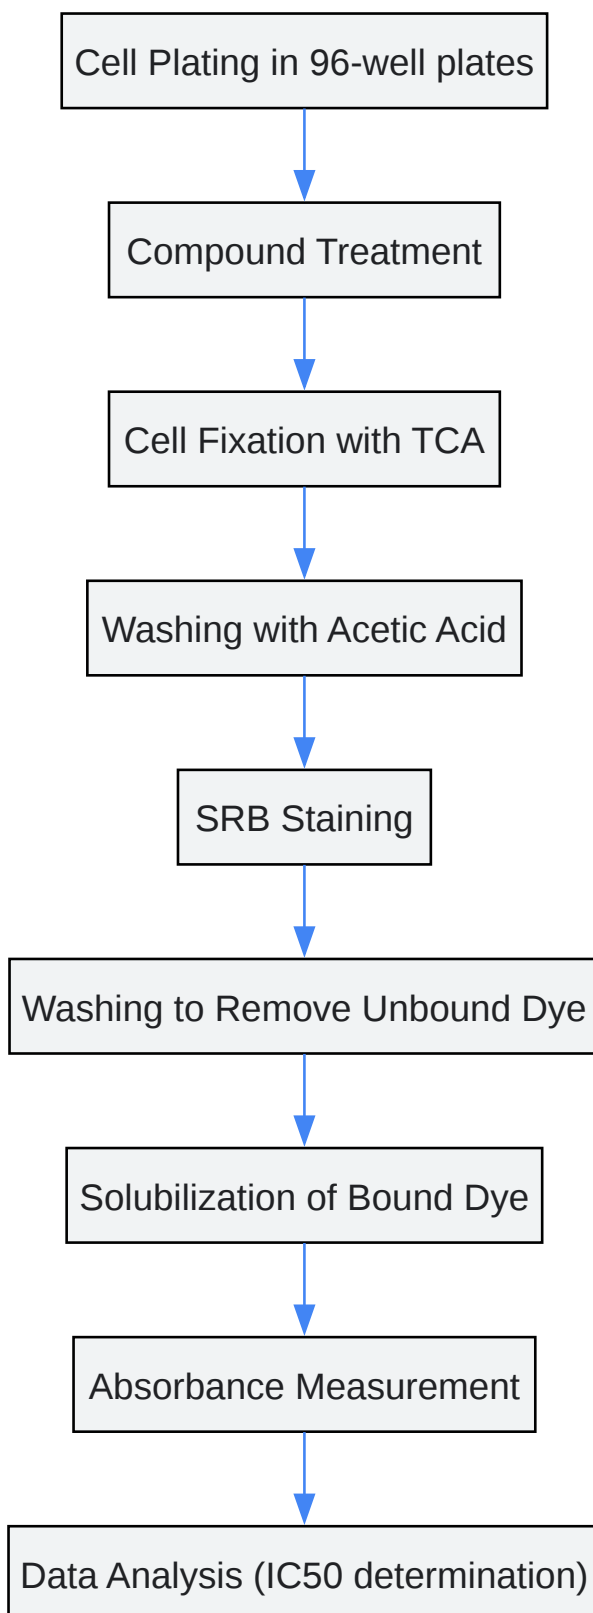 Cell Plating in 96-well plates
Compound Treatment
Cell Fixation with TCA
Washing with Acetic Acid
SRB Staining
Washing to Remove Unbound Dye
Solubilization of Bound Dye
Absorbance Measurement
Data Analysis (IC50 determination)